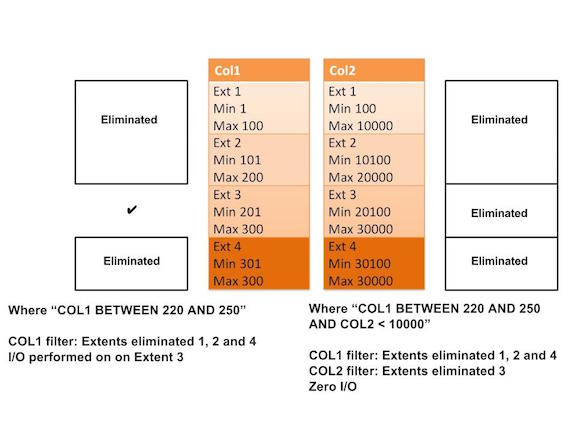 Col1
Col2
Eliminated
Ext 1
Min 1
Max 100
Ext 2
Min 101
Max 200
Ext 3
Min 201
Max 300
Ext 4
Min 301
Max 300
Ext 1
Min 100
Max 10000
Ext 2
Min 10100
Max 20000
Ext 3
Min 20100
Max 30000
Ext 4
Min 30100
Max 30000
Eliminated
✔
Eliminated
Eliminated
Eliminated
Where “COL1 BETWEEN 220 AND 250”
COL1 filter: Extents eliminated 1, 2 and 4
I/O performed on on Extent 3
Where “COL1 BETWEEN 220 AND 250
AND COL2 < 10000”
COL1 filter: Extents eliminated 1, 2 and 4
COL2 filter: Extents eliminated 3
Zero I/O